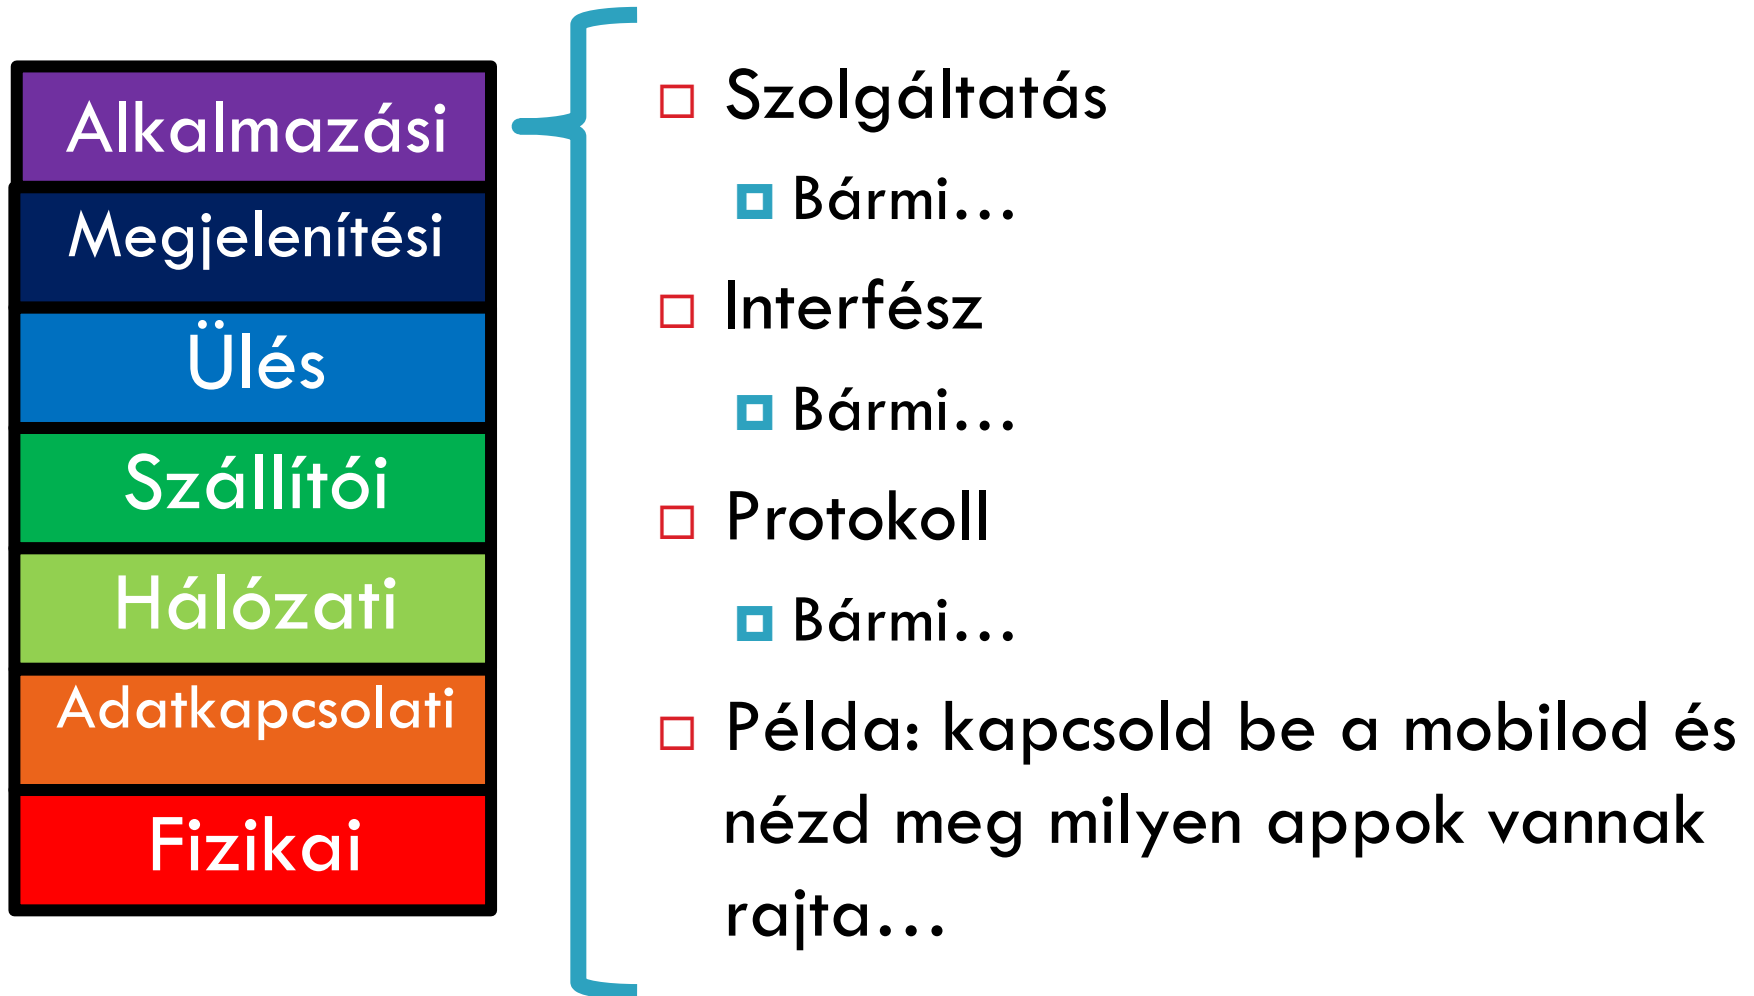 Alkalmazási
Megjelenítési
Ülés
Szállítói
Hálózati
Adatkapcsolati
Fizikai
Szolgáltatás
Bármi…
Interfész
Bármi…
Protokoll
Bármi…
Példa: kapcsold be a mobilod és
nézd meg milyen appok vannak
rajta…